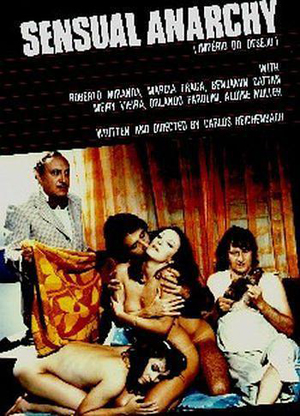 SENSUAL ANARCHY
(IMPÉRIO DO DESEJO)
WITH
ROBERTO MIRANDA, MARCIA FRAGA, BENJAMIN CATTAN
MEIRY VIEIRA, ORLANDO PAROLINI, ALDINE MULLER
WRITTEN AND DIRECTED BY CARLOS REICHENBACH